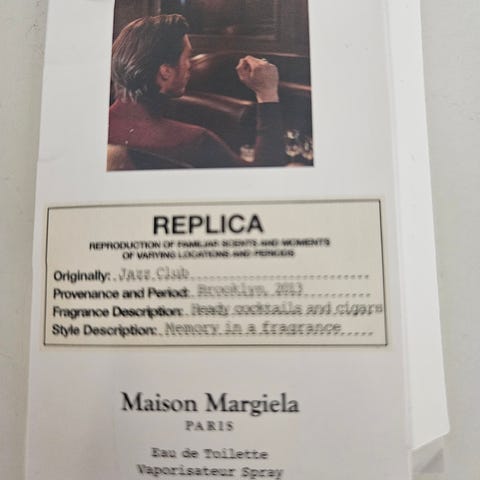 REPLICA
REPRODUCTION OF FAMILIAR SCENTS AND MOMENTS
OF VARYING LOCATIONS AND PERIODS
Originally: Jazz Club
Provenance and Period: Brooklyn, 2013
Fragrance Description: Heady cocktails and cigars
Style Description: Memory in a fragrance
Maison Margiela
PARIS
Eau de Toilette
Vaporisateur Spray